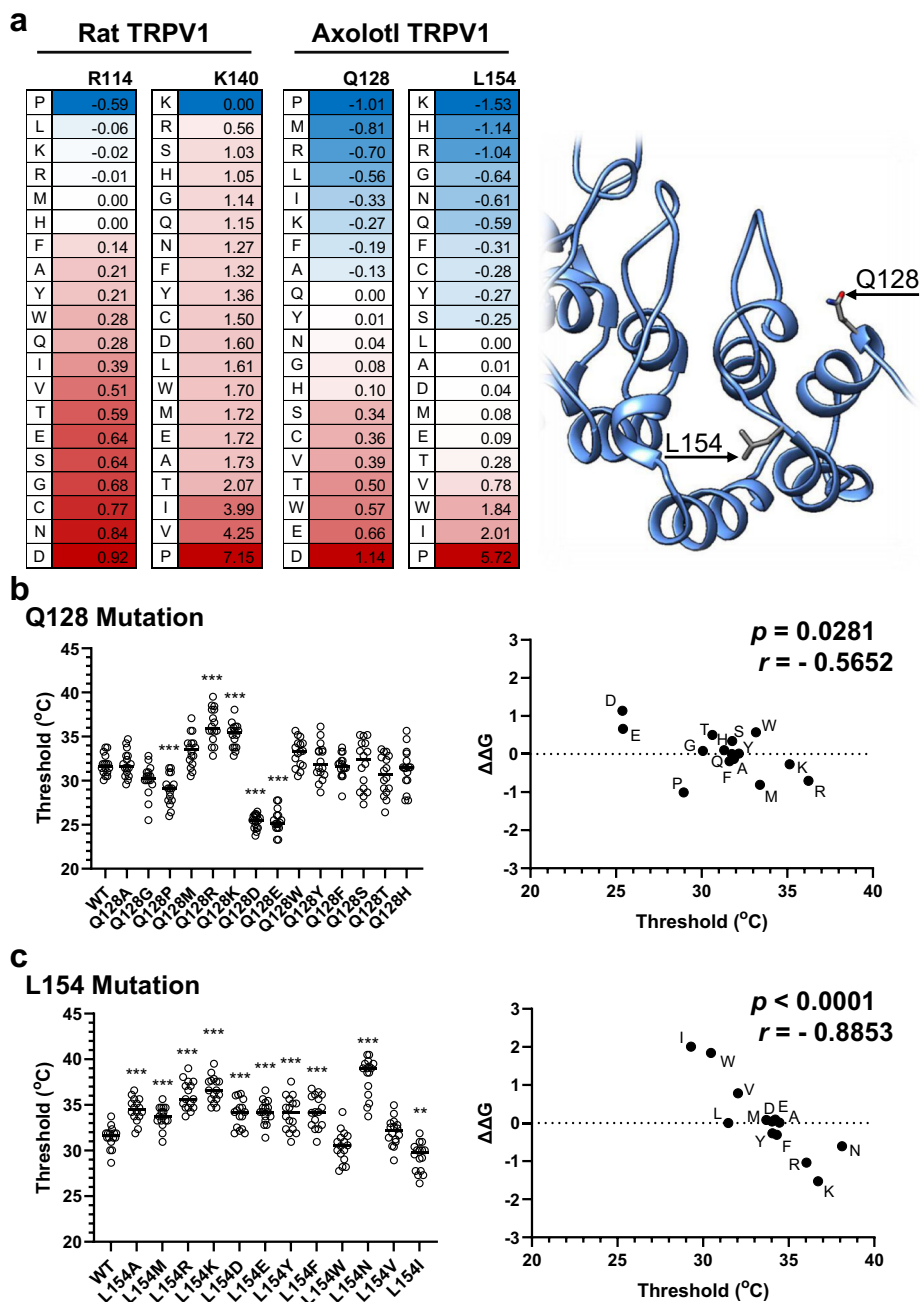 a
Rat TRPV1 Axolotl TRPV1
R114 K140 Q128 L154
P -0.59 K 0.00 P -1.01 K -1.53
L -0.06 R 0.56 M -0.81 H -1.14
K -0.02 S 1.03 R -0.70 R -1.04
R -0.01 H 1.05 L -0.56 G -0.64
M 0.00 G 1.14 I -0.33 N -0.61
H 0.00 Q 1.15 K -0.27 Q -0.59
F 0.14 N 1.27 F -0.19 F -0.31
A 0.21 F 1.32 A -0.13 C -0.28
Y 0.21 Y 1.36 Q 0.00 Y -0.27
W 0.28 C 1.50 Y 0.01 S -0.25
Q 0.28 D 1.60 N 0.04 L 0.00
I 0.39 L 1.61 G 0.08 A 0.01
V 0.51 W 1.70 H 0.10 D 0.04
T 0.59 M 1.72 S 0.34 M 0.08
E 0.64 E 1.72 C 0.36 E 0.09
S 0.64 A 1.73 V 0.39 T 0.28
G 0.68 T 2.07 T 0.50 V 0.78
C 0.77 I 3.99 W 0.57 W 1.84
N 0.84 V 4.25 E 0.66 I 2.01
D 0.92 P 7.15 D 1.14 P 5.72
Q128
L154
b
Q128 Mutation
Threshold (°C)
45
40
35
30
25
20
*** *** *** *** ***
WT Q128A Q128G Q128P Q128M Q128R Q128K Q128D Q128E Q128W Q128Y Q128F Q128S Q128T Q128H
p = 0.0281
r = - 0.5652
ΔΔG
3
2
1
0
-1
-2
-3
D E G T H S W Q F A Y P M K R
20 25 30 35 40
Threshold (°C)
c
L154 Mutation
Threshold (°C)
45
40
35
30
25
20
*** *** *** *** *** *** *** *** *** **
WT L154A L154M L154R L154K L154D L154E L154Y L154F L154W L154N L154V L154I
p < 0.0001
r = - 0.8853
ΔΔG
3
2
1
0
-1
-2
-3
I W V L M D E A Y F R N K
20 25 30 35 40
Threshold (°C)